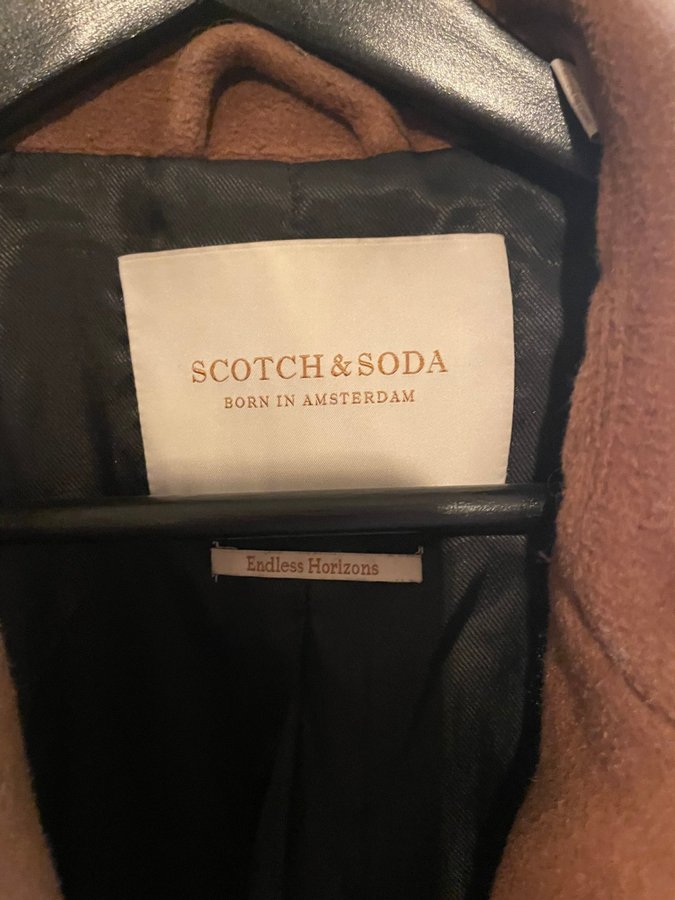 SCOTCH & SODA
BORN IN AMSTERDAM
Endless Horizons